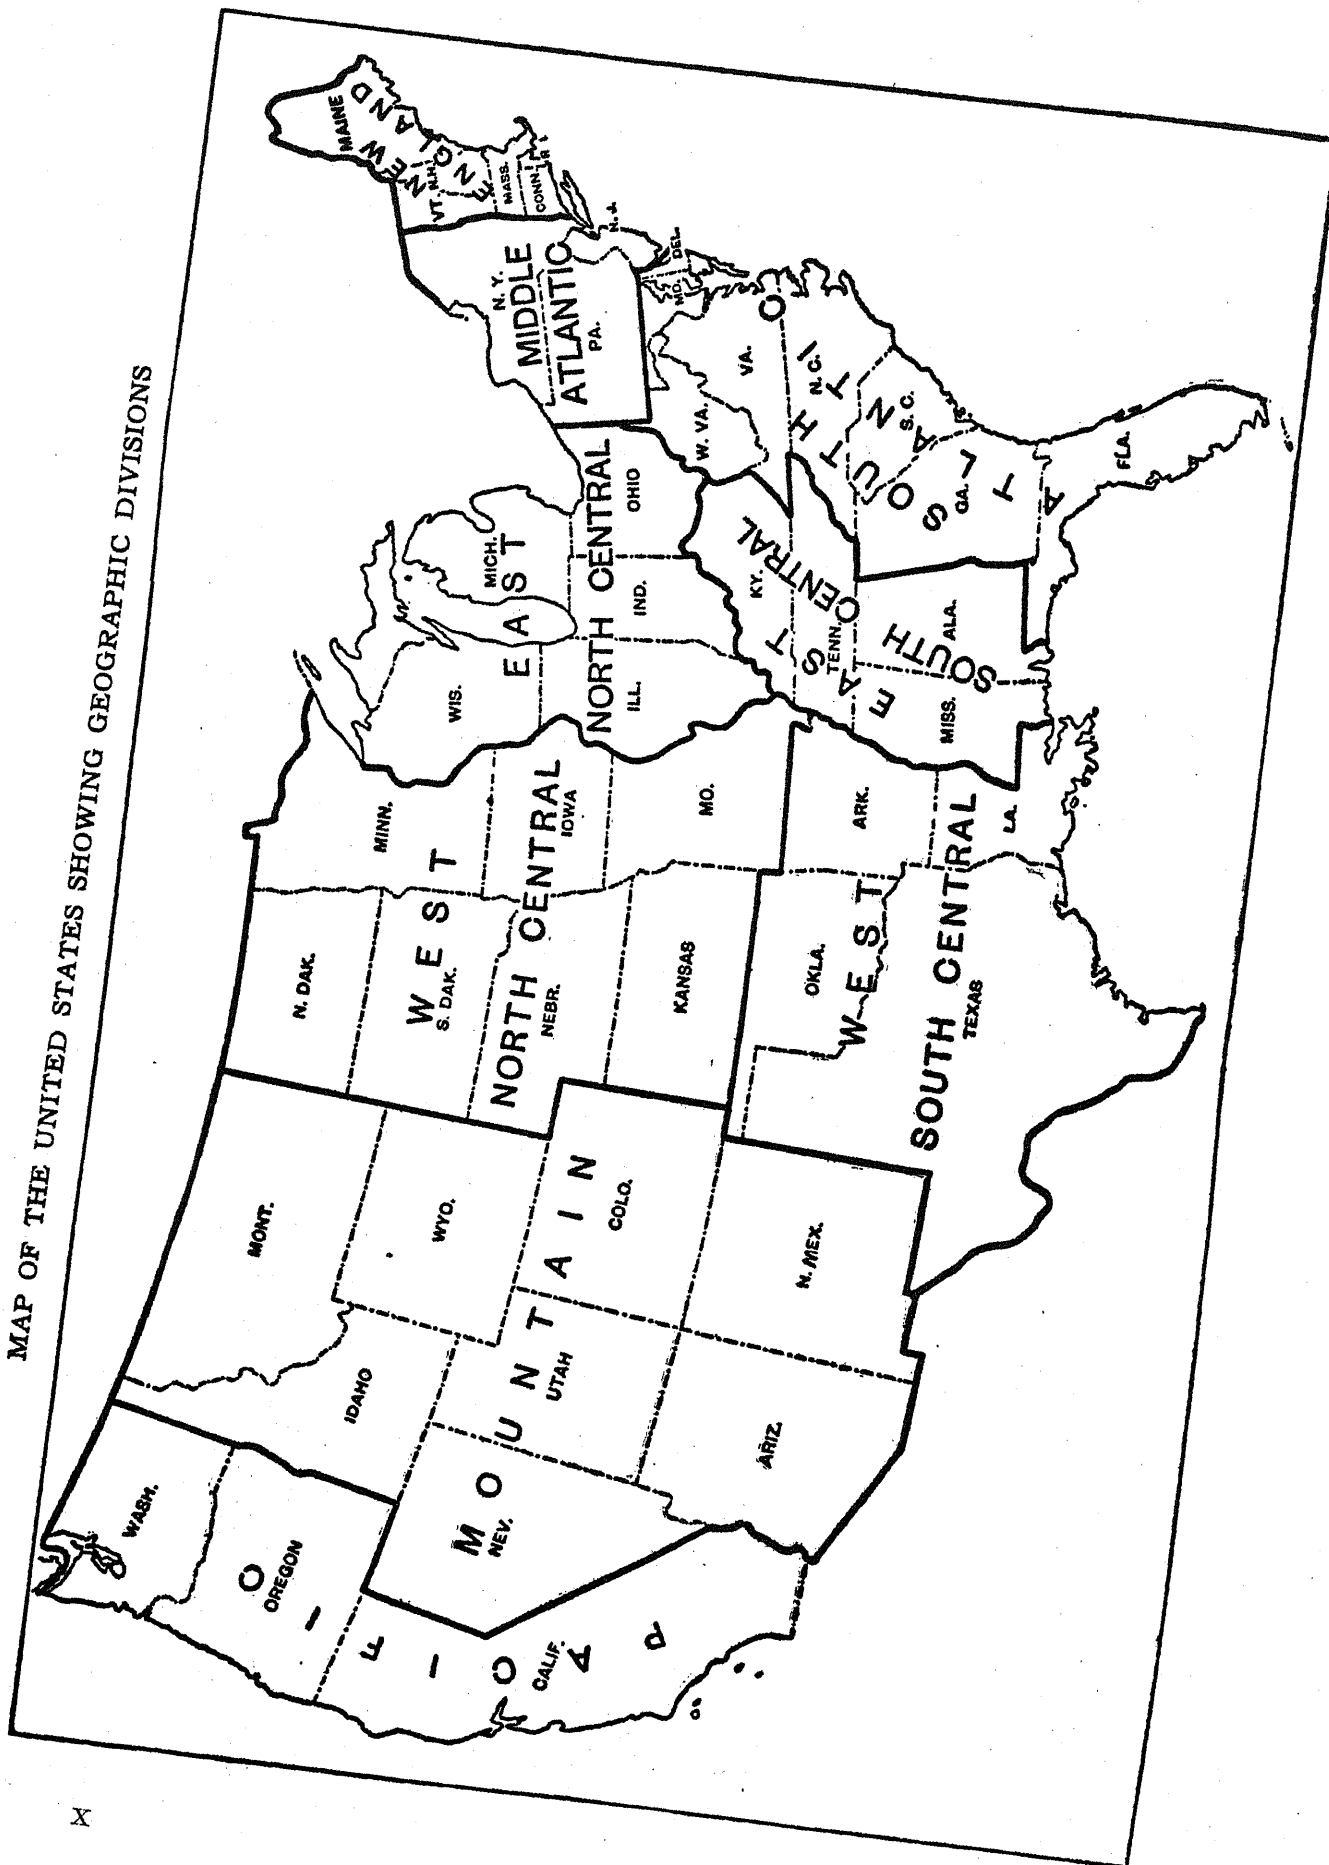 MAP OF THE UNITED STATES SHOWING GEOGRAPHIC DIVISIONS
PACIFIC
WASH.
OREGON
CALIF.
MOUNTAIN
MONT.
IDAHO
WYO.
NEV.
UTAH
COLO.
ARIZ.
N. MEX.
WEST
NORTH CENTRAL
N. DAK.
S. DAK.
NEBR.
KANSAS
MINN.
IOWA
MO.
WEST
SOUTH CENTRAL
OKLA.
TEXAS
ARK.
LA.
EAST
NORTH CENTRAL
WIS.
MICH.
ILL.
IND.
OHIO
EAST
SOUTH CENTRAL
KY.
TENN.
MISS.
ALA.
SOUTH ATLANTIC
W. VA.
VA.
MD.
DEL.
N. C.
S. C.
GA.
FLA.
MIDDLE
ATLANTIC
N. Y.
PA.
N. J.
NEW
ENGLAND
MAINE
VT.
N.H.
MASS.
CONN.
R I
x